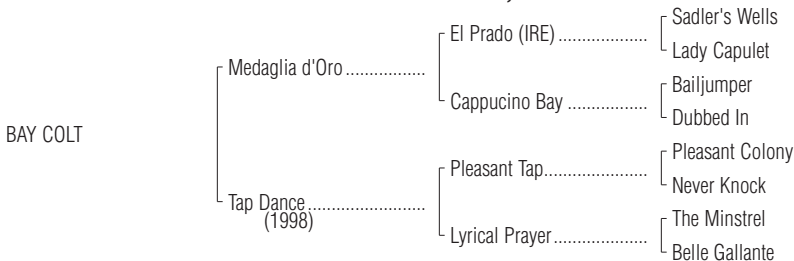 Sadler's Wells
El Prado (IRE) ...................
Lady Capulet
Medaglia d'Oro .................
Bailjumper
Cappucino Bay .................
Dubbed In
BAY COLT
Pleasant Colony
Pleasant Tap......................
Never Knock
Tap Dance .........................
(1998)
The Minstrel
Lyrical Prayer....................
Belle Gallante